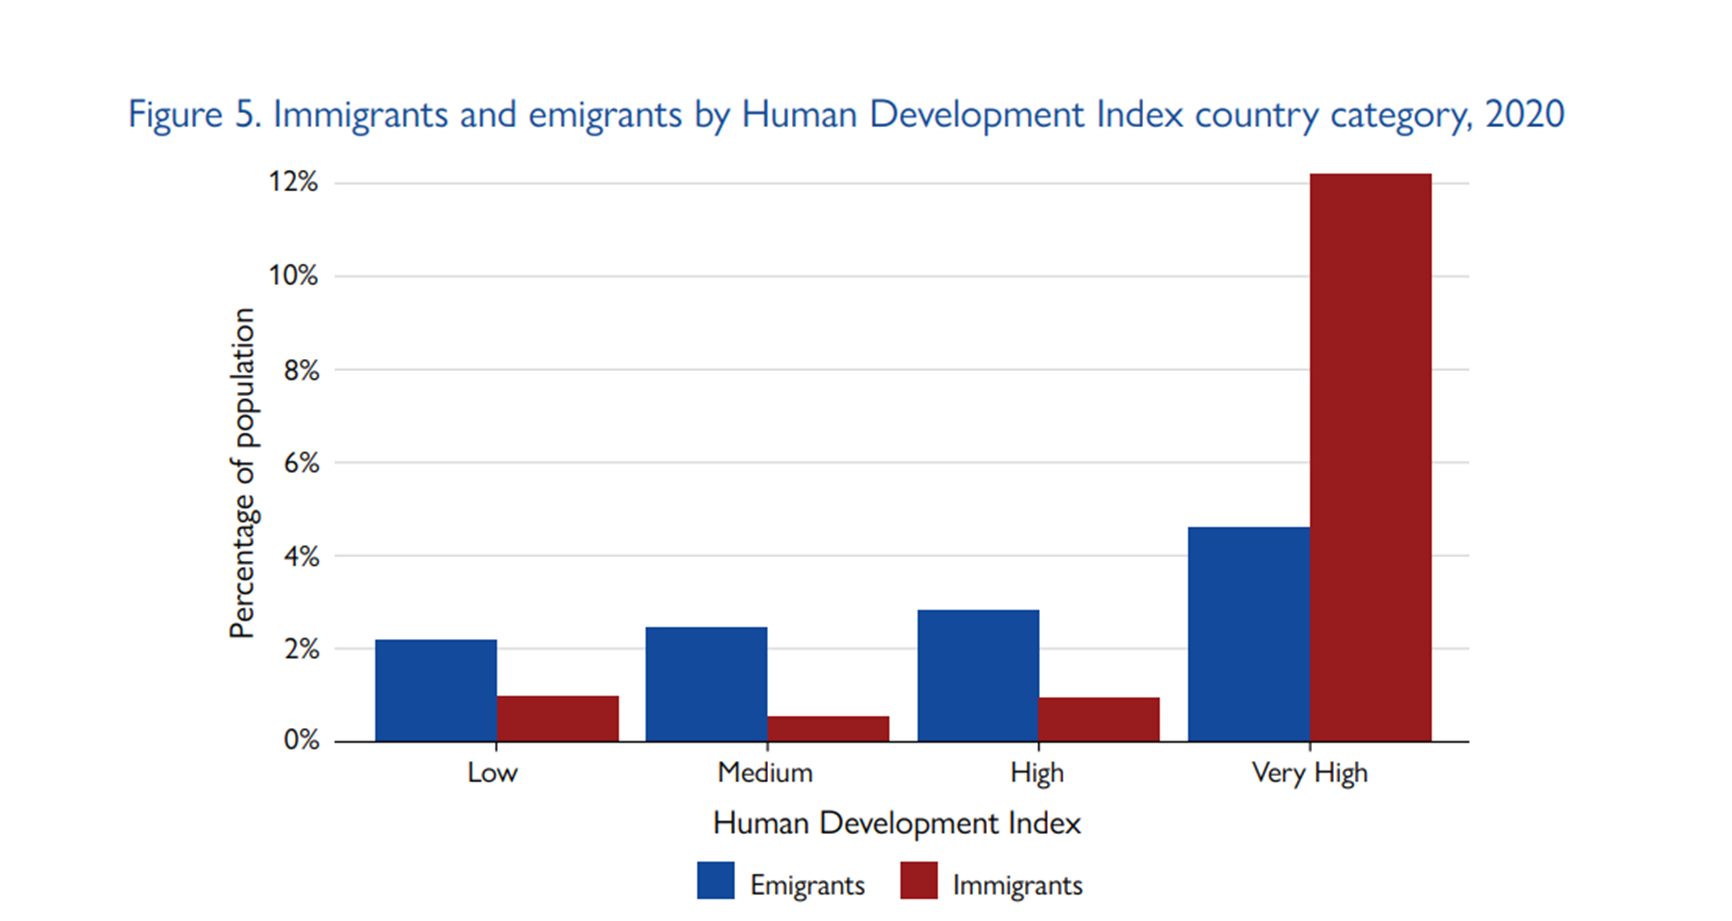 Figure 5. Immigrants and emigrants by Human Development Index country category, 2020
12%
10%
8%
6%
4%
2%
0%
Percentage of population
Low
Medium
High
Very High
Human Development Index
Emigrants
Immigrants